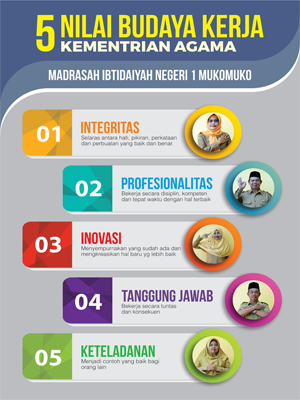 5 NILAI BUDAYA KERJA
KEMENTRIAN AGAMA
MADRASAH IBTIDAIYAH NEGERI 1 MUKOMUKO
01 INTEGRITAS
Selaras antara hati, pikiran, perkataan
dan perbuatan yang baik dan benar
02 PROFESIONALITAS
Bekerja secara disiplin, kompeten
dan tepat waktu dengan hal terbaik
03 INOVASI
Menyempurnakan yang sudah ada dan
mengkreasikan hal baru yg lebih baik
04 TANGGUNG JAWAB
Bekerja secara tuntas
dan konsekuen
05 KETELADANAN
Menjadi contoh yang baik bagi
orang lain